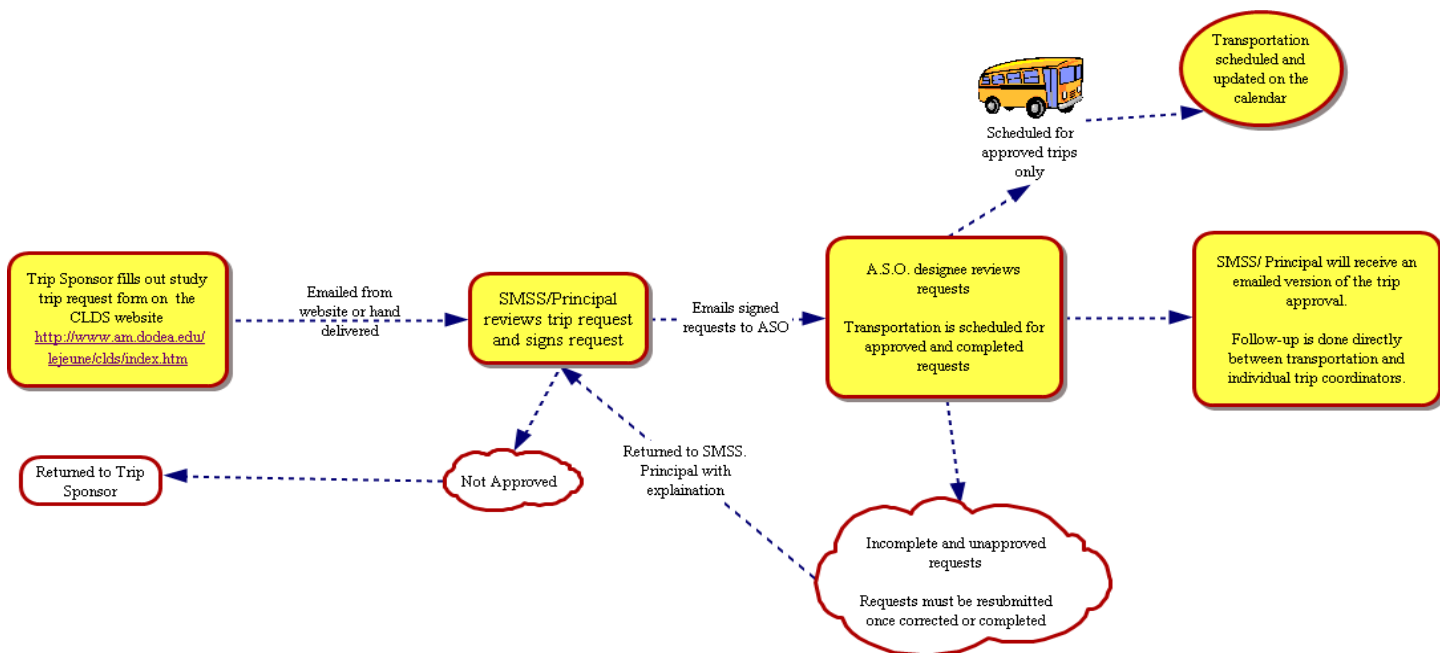 Trip Sponsor fills out study
trip request form on the
CLDS website
http://www.am.dodea.edu/
lejeune/clds/index.htm
Emailed from
website or hand
delivered
SMSS/Principal
reviews trip request
and signs request
Emails signed
requests to ASO
A.S.O. designee reviews
requests
Transportation is scheduled for
approved and completed
requests
Scheduled for
approved trips
only
Transportation
scheduled and
updated on the
calendar
SMSS/ Principal will receive an
emailed version of the trip
approval.
Follow-up is done directly
between transportation and
individual trip coordinators.
Returned to Trip
Sponsor
Not Approved
Returned to SMSS.
Principal with
explaination
Incomplete and unapproved
requests
Requests must be resubmitted
once corrected or completed